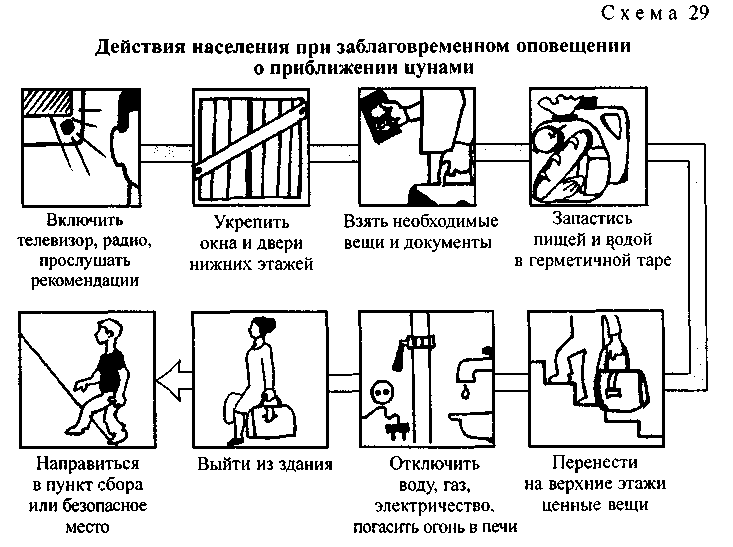 Схема 29
Действия населения при заблаговременном оповещении
о приближении цунами
Включить
телевизор, радио,
прослушать
рекомендации
Укрепить
окна и двери
нижних этажей
Взять необходимые
вещи и документы
Запастись
пищей и водой
в герметичной таре
Перенести
на верхние этажи
ценные вещи
Отключить
воду, газ,
электричество,
погасить огонь в печи
Выйти из здания
Направиться
в пункт сбора
или безопасное
место